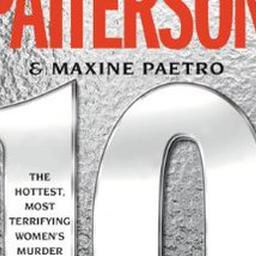 PATTERSON
& MAXINE PAETRO
10
THE
HOTTEST,
MOST
TERRIFYING
WOMEN'S
MURDER